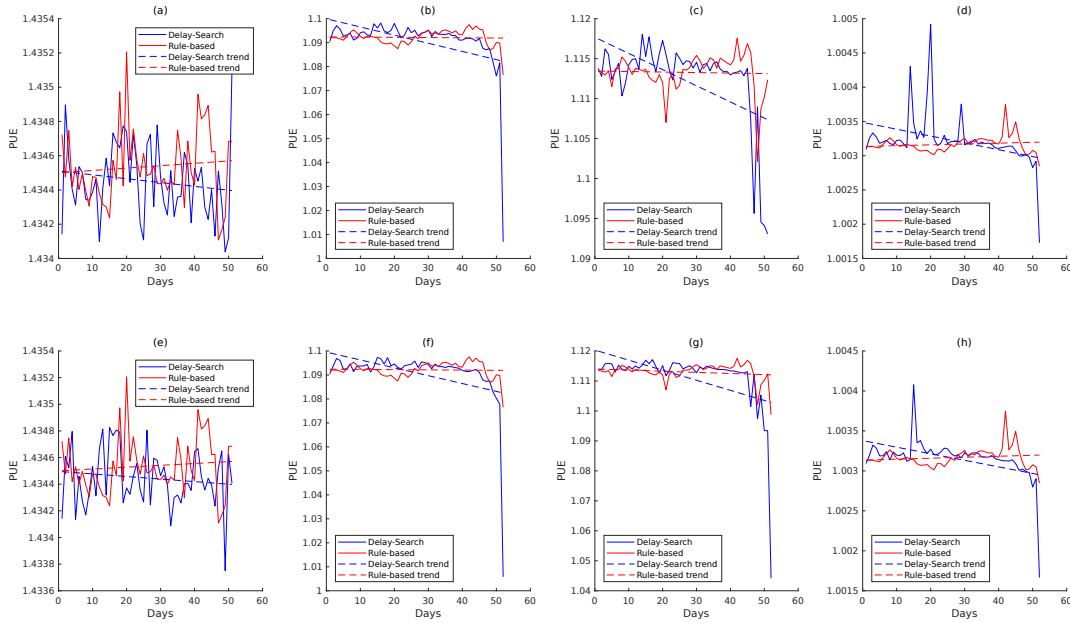 (a)
1.4354
1.4352
1.435
1.4348
1.4346
1.4344
1.4342
1.434
PUE
0 10 20 30 40 50 60
Days
Delay-Search
Rule-based
Delay-Search trend
Rule-based trend
(b)
1.1
1.09
1.08
1.07
1.06
1.05
1.04
1.03
1.02
1.01
1
PUE
0 10 20 30 40 50 60
Days
Delay-Search
Rule-based
Delay-Search trend
Rule-based trend
(c)
1.12
1.115
1.11
1.105
1.1
1.095
1.09
PUE
0 10 20 30 40 50 60
Days
Delay-Search
Rule-based
Delay-Search trend
Rule-based trend
(d)
1.005
1.0045
1.004
1.0035
1.003
1.0025
1.002
1.0015
PUE
0 10 20 30 40 50 60
Days
Delay-Search
Rule-based
Delay-Search trend
Rule-based trend
(e)
1.4354
1.4352
1.435
1.4348
1.4346
1.4344
1.4342
1.434
1.4338
1.4336
PUE
0 10 20 30 40 50 60
Days
Delay-Search
Rule-based
Delay-Search trend
Rule-based trend
(f)
1.1
1.09
1.08
1.07
1.06
1.05
1.04
1.03
1.02
1.01
1
PUE
0 10 20 30 40 50 60
Days
Delay-Search
Rule-based
Delay-Search trend
Rule-based trend
(g)
1.12
1.11
1.1
1.09
1.08
1.07
1.06
1.05
1.04
PUE
0 10 20 30 40 50 60
Days
Delay-Search
Rule-based
Delay-Search trend
Rule-based trend
(h)
1.0045
1.004
1.0035
1.003
1.0025
1.002
1.0015
PUE
0 10 20 30 40 50 60
Days
Delay-Search
Rule-based
Delay-Search trend
Rule-based trend